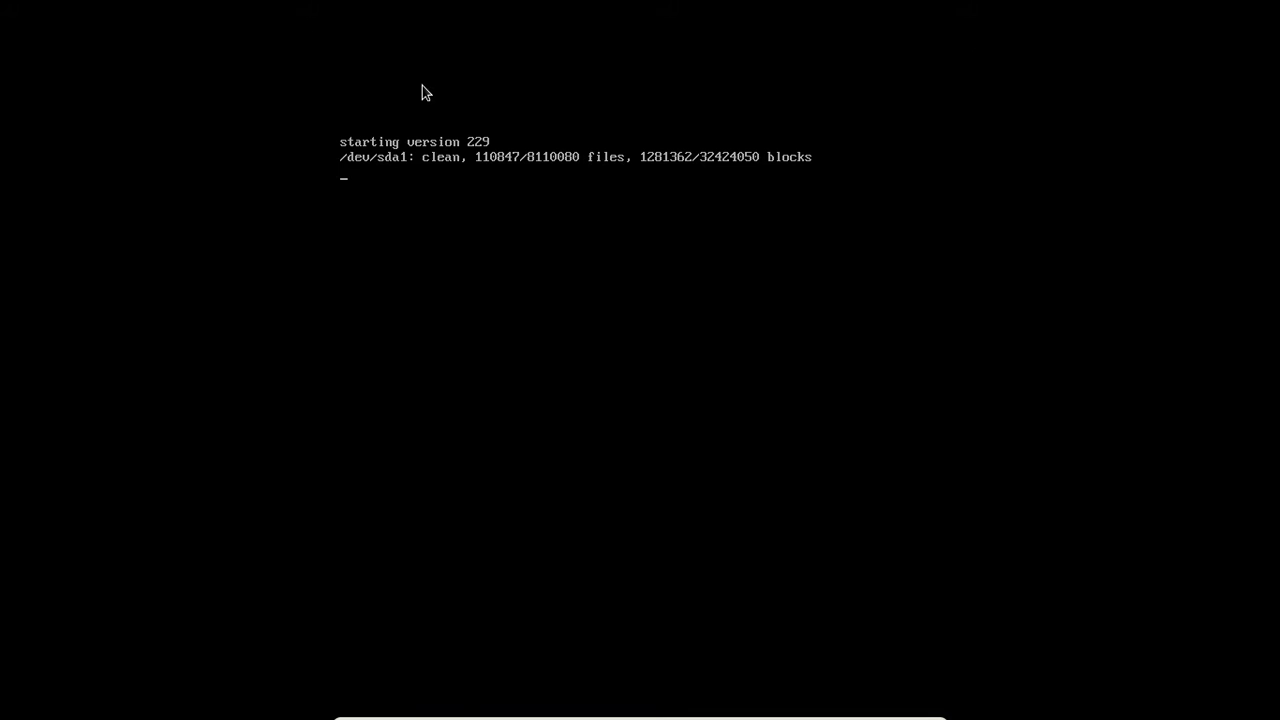 starting version 229
/dev/sda1: clean, 110847/8110080 files, 1281362/32424050 blocks
_